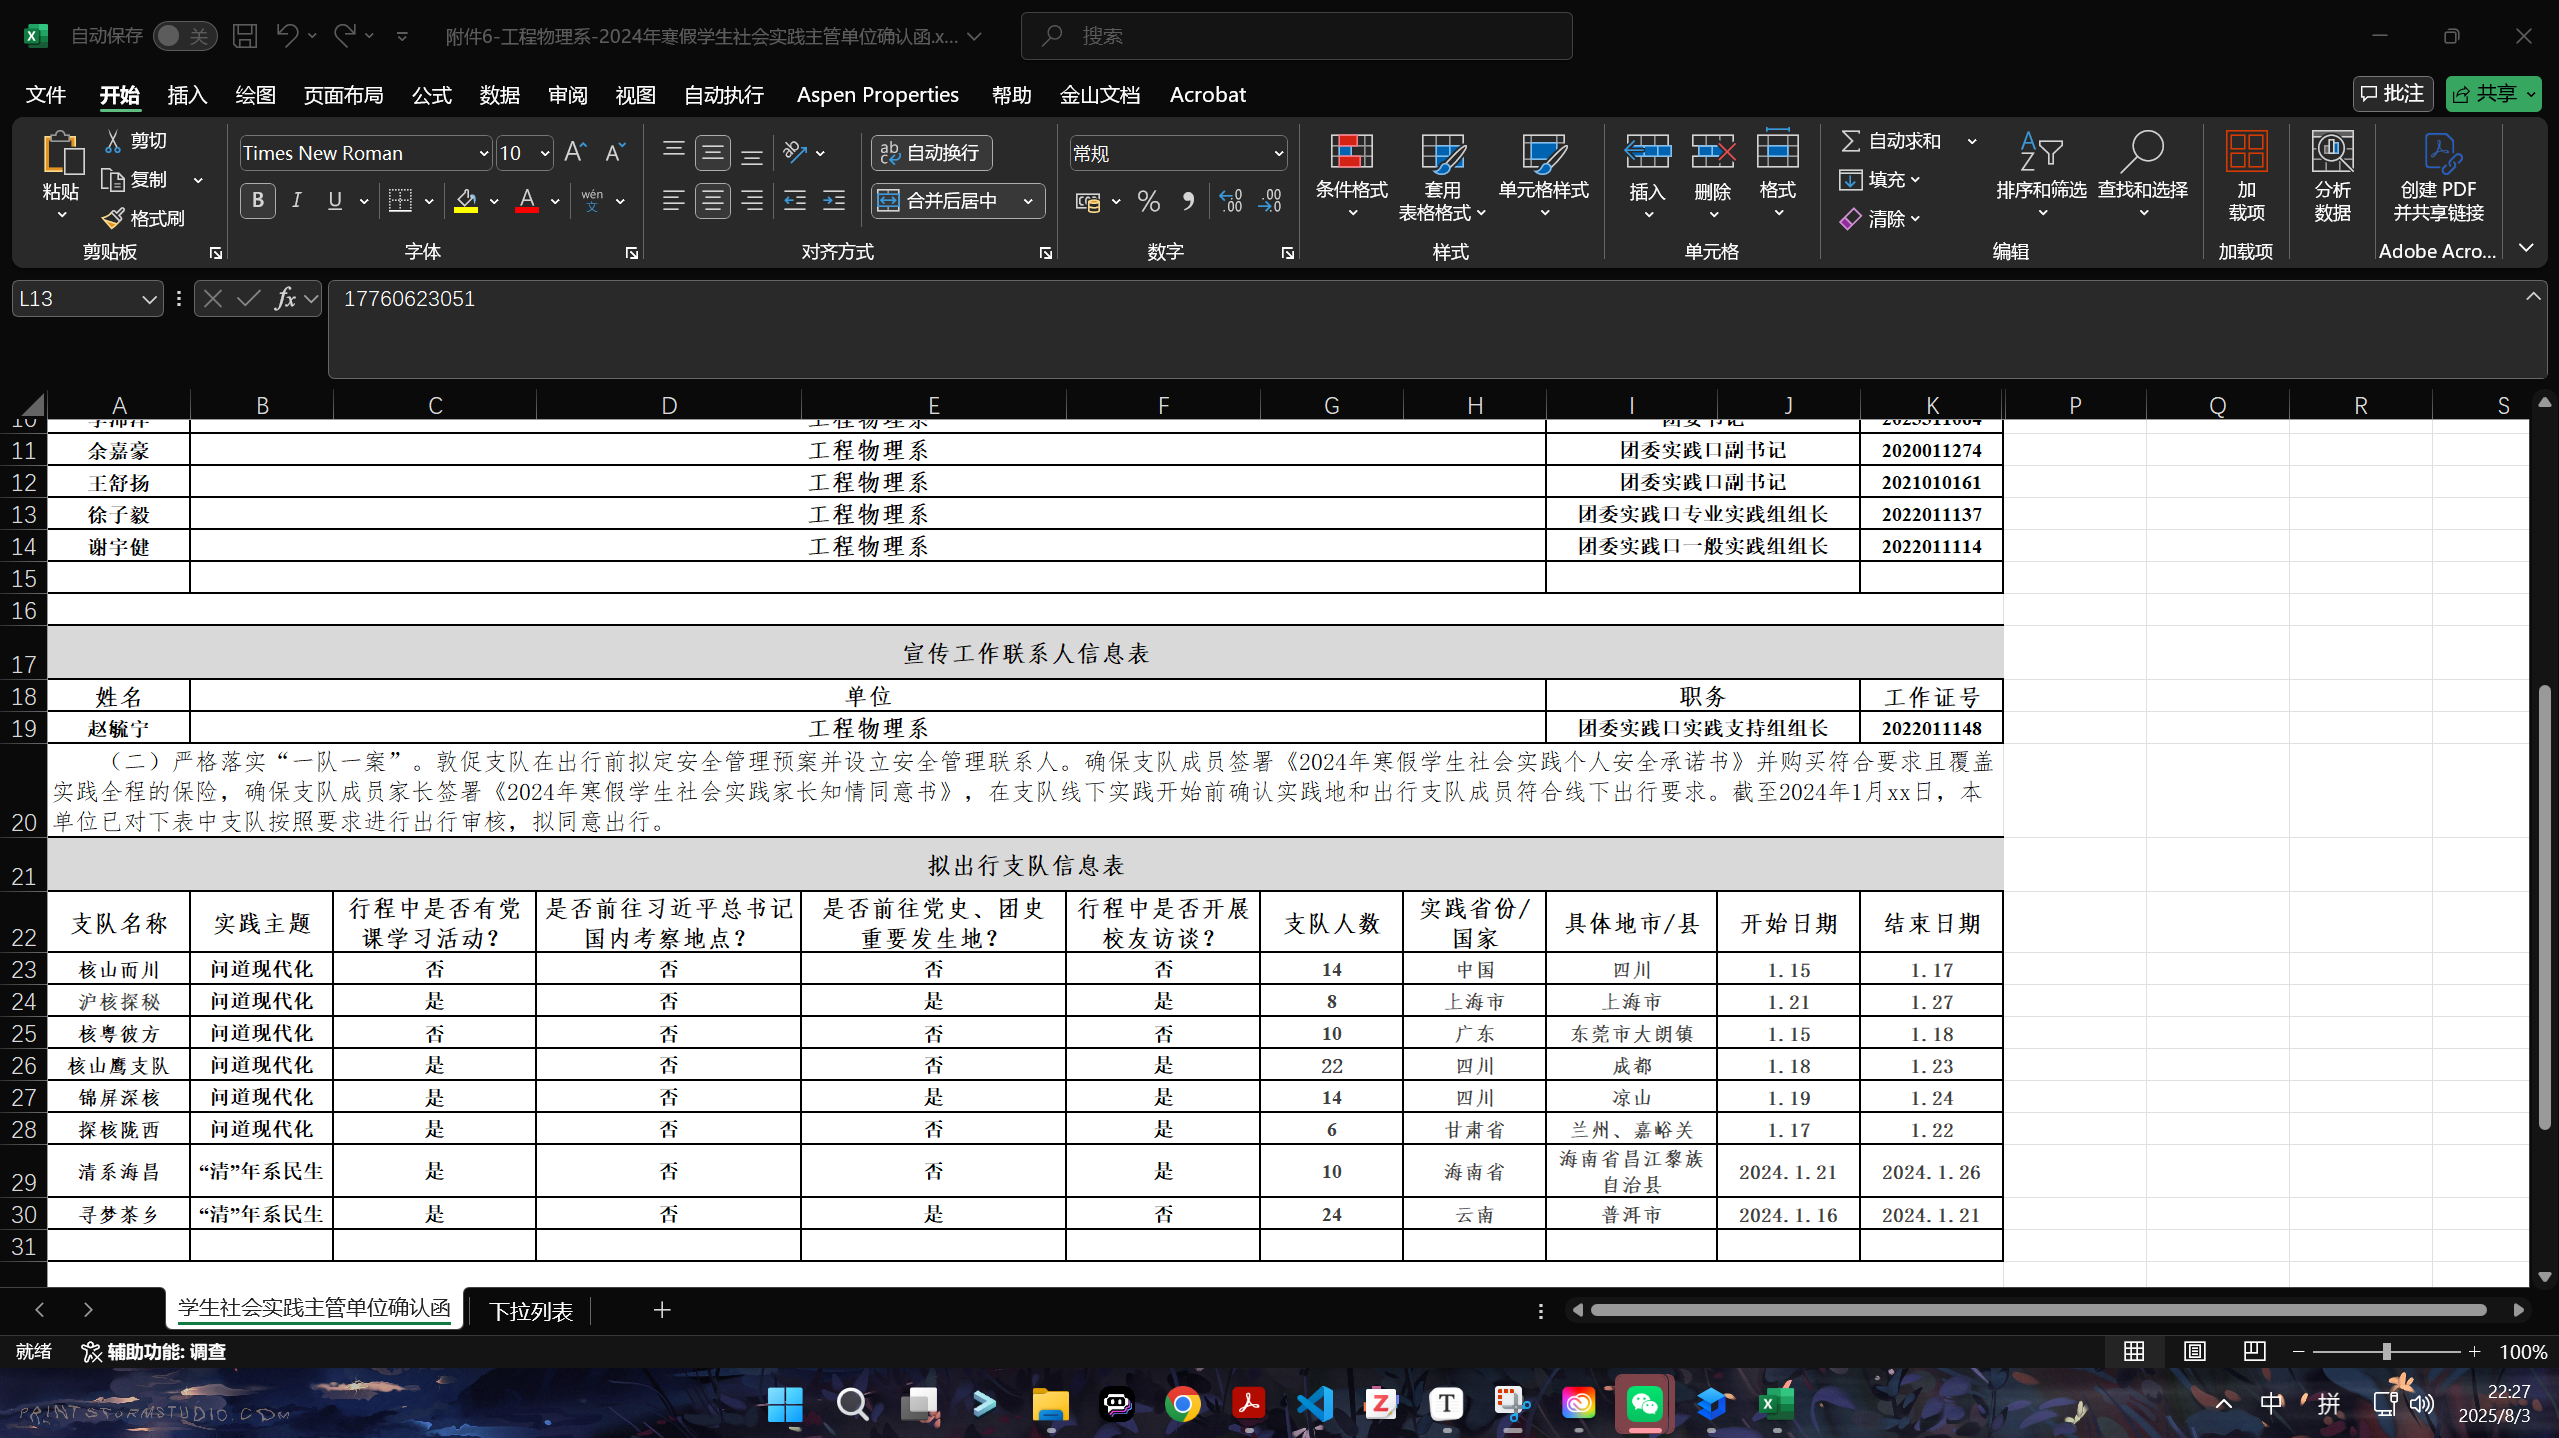 自动保存 关 附件6-工程物理系-2024年寒假学生社会实践主管单位确认函.x... 搜索
文件 开始 插入 绘图 页面布局 公式 数据 审阅 视图 自动执行 Aspen Properties 帮助 金山文档 Acrobat 批注 共享
粘贴 剪切 复制 格式刷 剪贴板
Times New Roman 10 B I U A wén 文 字体
自动换行 合并后居中 对齐方式
常规 % 数字
条件格式 套用 表格格式 单元格样式 样式
插入 删除 格式 单元格
自动求和 填充 清除 排序和筛选 查找和选择 编辑
加 载项 加载项
分析 数据
创建 PDF 并共享链接 Adobe Acro...
L13 fx 17760623051
A B C D E F G H I J K P Q R S
11 余嘉豪 工程物理系 团委实践口副书记 2020011274
12 王舒扬 工程物理系 团委实践口副书记 2021010161
13 徐子毅 工程物理系 团委实践口专业实践组组长 2022011137
14 谢宇健 工程物理系 团委实践口一般实践组组长 2022011114
15
16
17 宣传工作联系人信息表
18 姓名 单位 职务 工作证号
19 赵毓宁 工程物理系 团委实践口实践支持组组长 2022011148
（二）严格落实“一队一案”。敦促支队在出行前拟定安全管理预案并设立安全管理联系人。确保支队成员签署《2024年寒假学生社会实践个人安全承诺书》并购买符合要求且覆盖
实践全程的保险，确保支队成员家长签署《2024年寒假学生社会实践家长知情同意书》，在支队线下实践开始前确认实践地和出行支队成员符合线下出行要求。截至2024年1月xx日，本
20 单位已对下表中支队按照要求进行出行审核，拟同意出行。
21 拟出行支队信息表
22 支队名称 实践主题 行程中是否有党课学习活动？ 是否前往习近平总书记国内考察地点？ 是否前往党史、团史重要发生地？ 行程中是否开展校友访谈？ 支队人数 实践省份/国家 具体地市/县 开始日期 结束日期
23 核山而川 问道现代化 否 否 否 否 14 中国 四川 1.15 1.17
24 沪核探秘 问道现代化 是 否 是 是 8 上海市 上海市 1.21 1.27
25 核粤彼方 问道现代化 否 否 否 否 10 广东 东莞市大朗镇 1.15 1.18
26 核山鹰支队 问道现代化 是 否 否 是 22 四川 成都 1.18 1.23
27 锦屏深核 问道现代化 是 否 是 是 14 四川 凉山 1.19 1.24
28 探核陇西 问道现代化 是 否 否 是 6 甘肃省 兰州、嘉峪关 1.17 1.22
29 清系海昌 “清”年系民生 是 否 否 是 10 海南省 海南省昌江黎族自治县 2024.1.21 2024.1.26
30 寻梦茶乡 “清”年系民生 是 否 是 否 24 云南 普洱市 2024.1.16 2024.1.21
31
学生社会实践主管单位确认函 下拉列表
就绪 辅助功能: 调查 100%
PRINTSTORMSTUDIO.COM
中 拼 22:27
2025/8/3